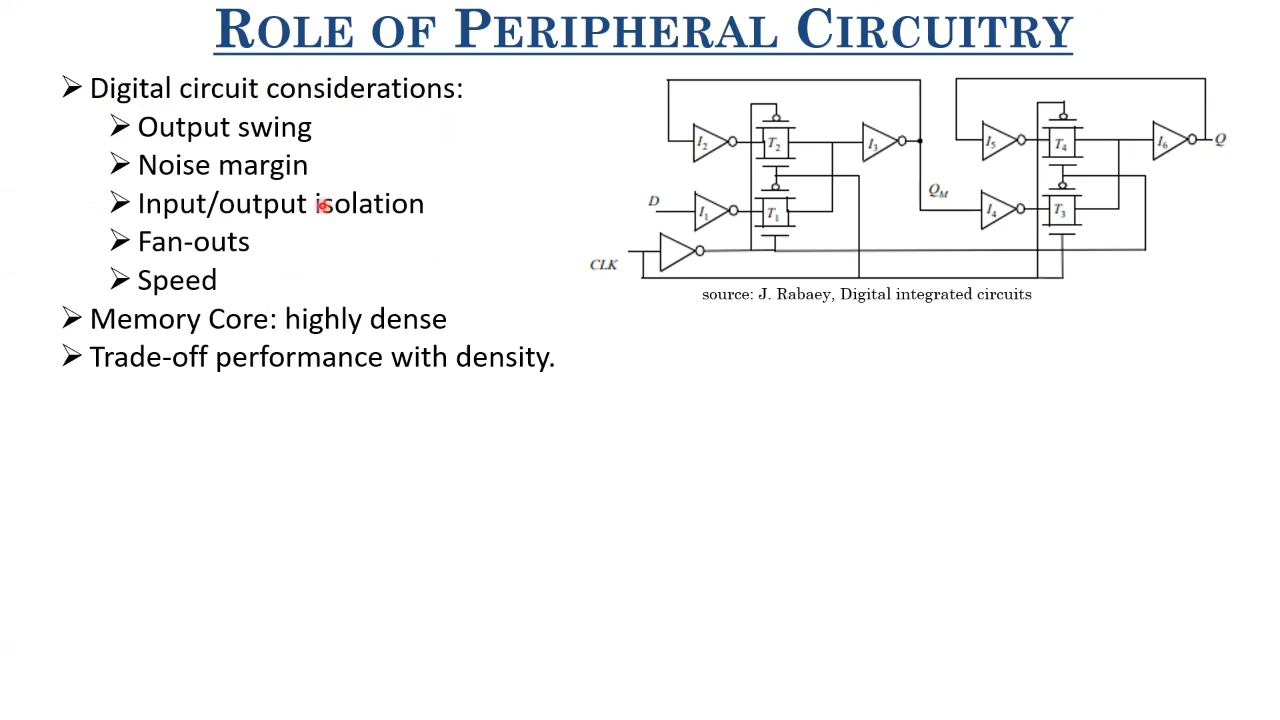 ROLE OF PERIPHERAL CIRCUITRY
➢ Digital circuit considerations:
➢ Output swing
➢ Noise margin
➢ Input/output isolation
➢ Fan-outs
➢ Speed
➢ Memory Core: highly dense
➢ Trade-off performance with density.
I2
T2
I3
I5
T4
I6
Q
D
I1
T1
QM
I4
T3
CLK
source: J. Rabaey, Digital integrated circuits